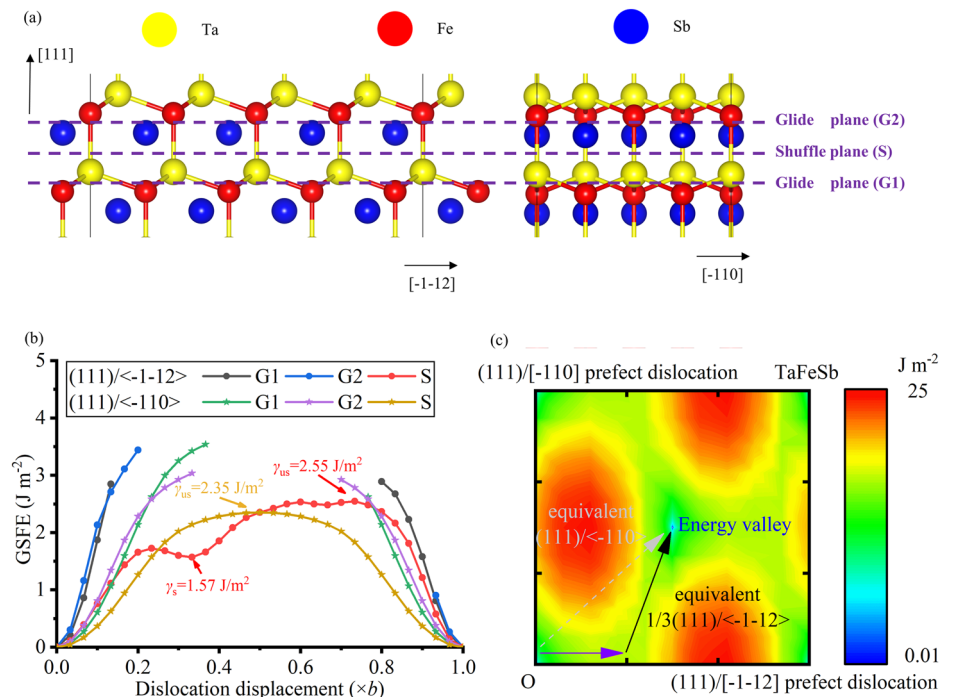 (a)
Ta
Fe
Sb
[111]
Glide plane (G2)
Shuffle plane (S)
Glide plane (G1)
[-1-12]
[-110]
(b)
GSFE (J m-2)
5
4
3
2
1
0
(111)/<-1-12> G1 G2 S
(111)/<-110> G1 G2 S
γus=2.55 J/m2
γus=2.35 J/m2
γs=1.57 J/m2
0.0 0.2 0.4 0.6 0.8 1.0
Dislocation displacement (×b)
(c)
(111)/[-110] prefect dislocation
TaFeSb
J m-2
25
0.01
equivalent
(111)/<-110>
Energy valley
equivalent
1/3(111)/<-1-12>
O
(111)/[-112] prefect dislocation